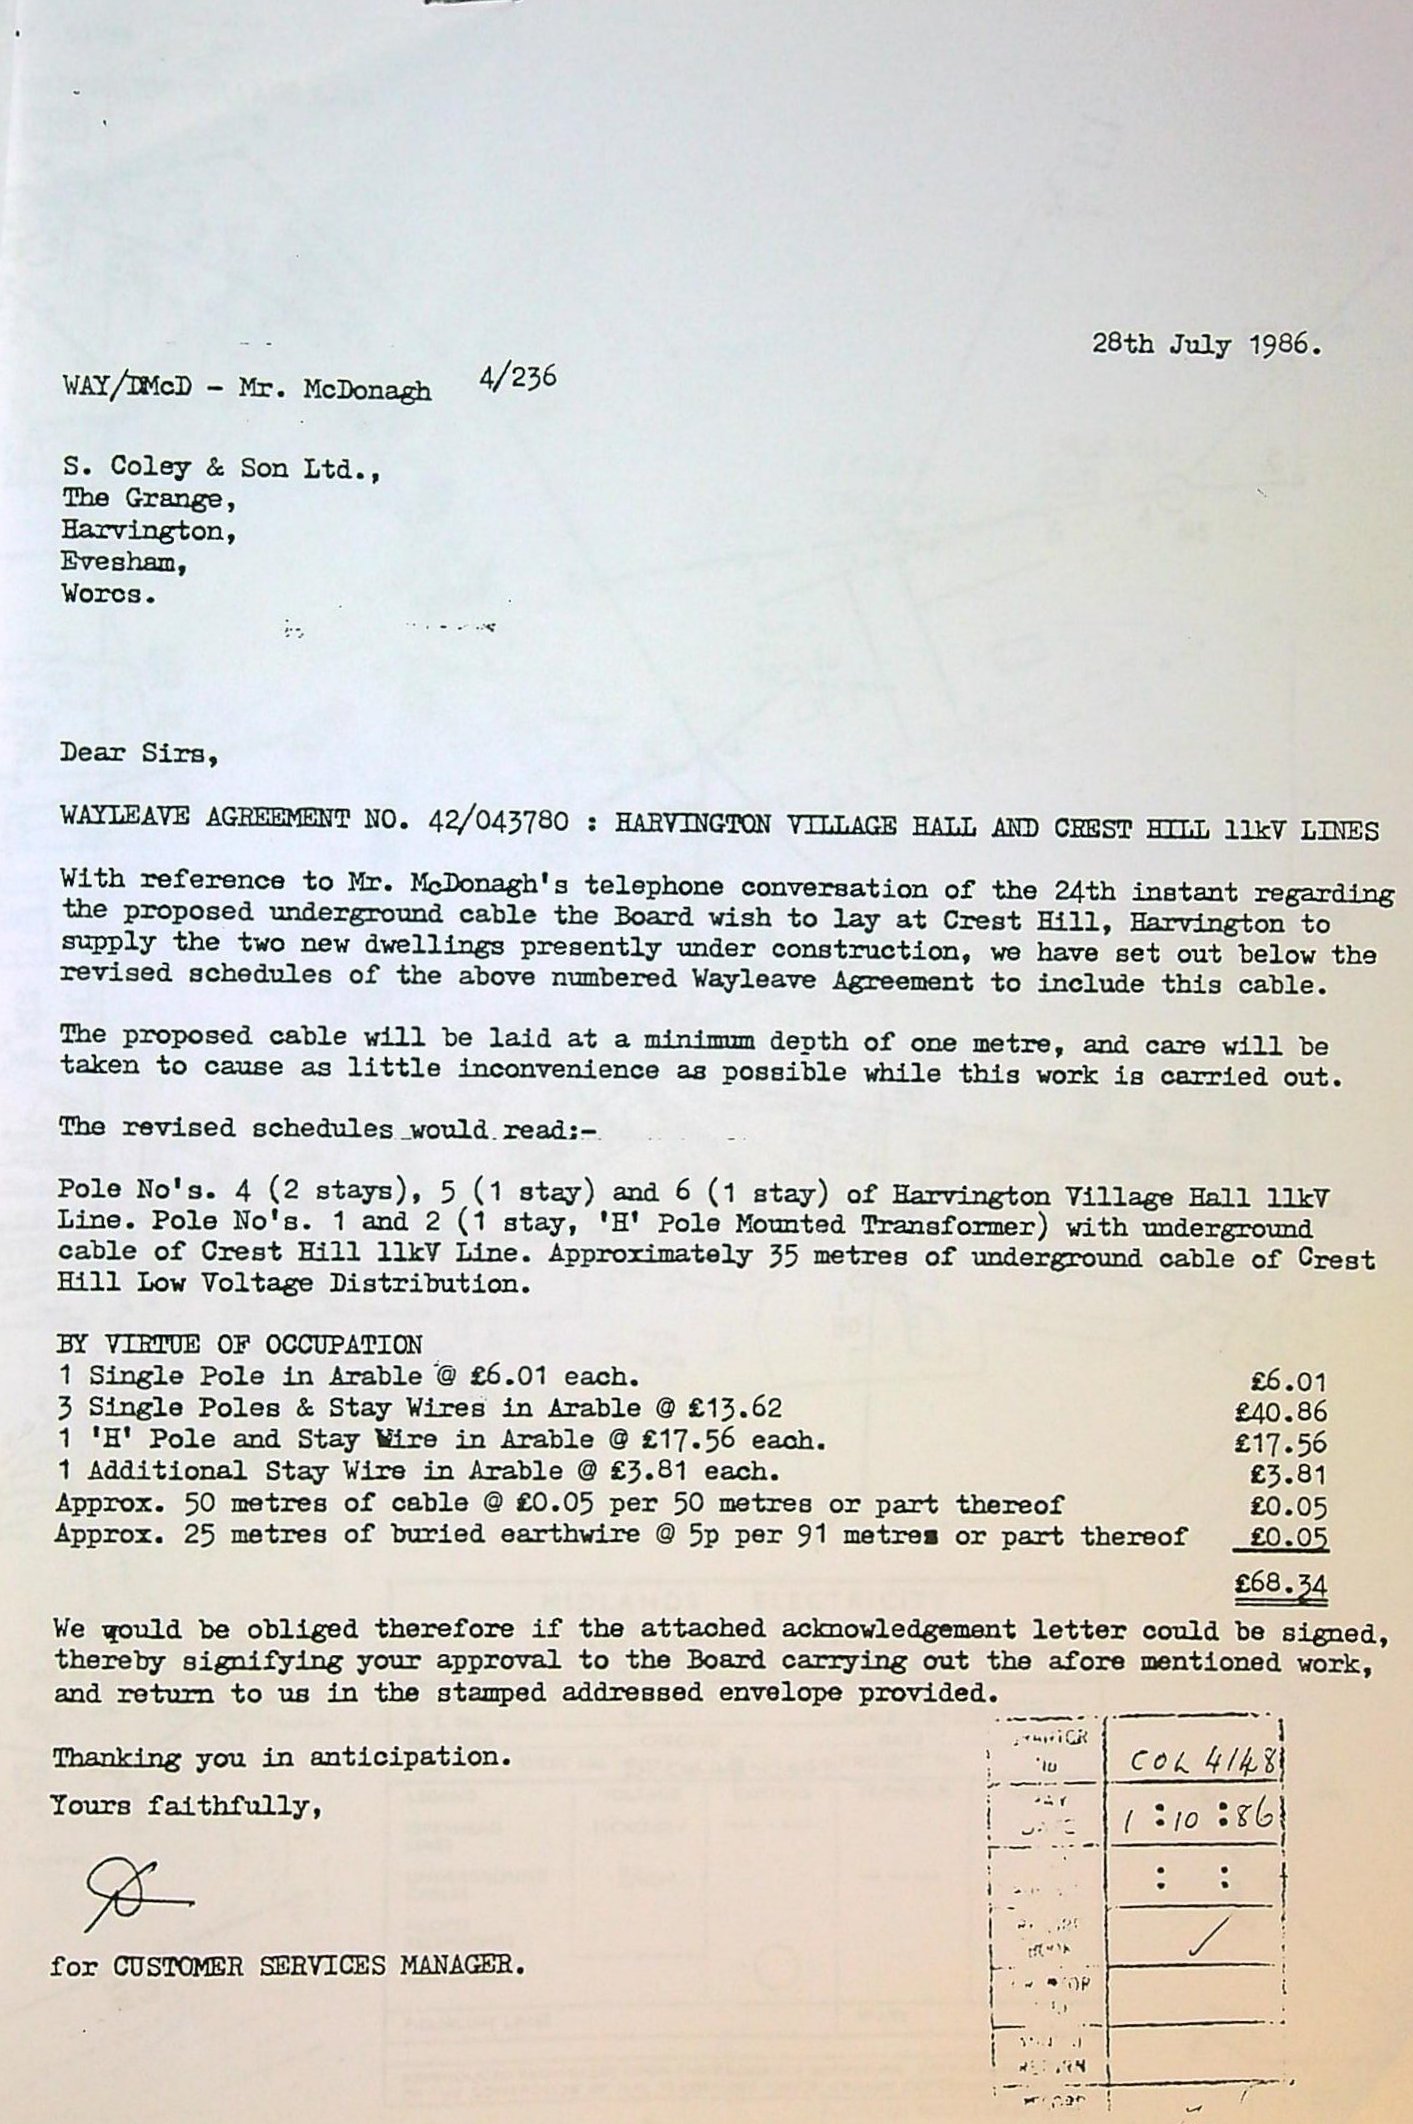 28th July 1986.
WAY/DMcD - Mr. McDonagh 4/236
S. Coley & Son Ltd.,
The Grange,
Harvington,
Evesham,
Worcs.
Dear Sirs,
WAYLEAVE AGREEMENT NO. 42/043780 : HARVINGTON VILLAGE HALL AND CREST HILL 11kV LINES
With reference to Mr. McDonagh's telephone conversation of the 24th instant regarding
the proposed underground cable the Board wish to lay at Crest Hill, Harvington to
supply the two new dwellings presently under construction, we have set out below the
revised schedules of the above numbered Wayleave Agreement to include this cable.
The proposed cable will be laid at a minimum depth of one metre, and care will be
taken to cause as little inconvenience as possible while this work is carried out.
The revised schedules would read:-
Pole No's. 4 (2 stays), 5 (1 stay) and 6 (1 stay) of Harvington Village Hall 11kV
Line. Pole No's. 1 and 2 (1 stay, 'H' Pole Mounted Transformer) with underground
cable of Crest Hill 11kV Line. Approximately 35 metres of underground cable of Crest
Hill Low Voltage Distribution.
BY VIRTUE OF OCCUPATION
1 Single Pole in Arable @ £6.01 each. £6.01
3 Single Poles & Stay Wires in Arable @ £13.62 £40.86
1 'H' Pole and Stay Wire in Arable @ £17.56 each. £17.56
1 Additional Stay Wire in Arable @ £3.81 each. £3.81
Approx. 50 metres of cable @ £0.05 per 50 metres or part thereof £0.05
Approx. 25 metres of buried earthwire @ 5p per 91 metres or part thereof £0.05
£68.34
We would be obliged therefore if the attached acknowledgement letter could be signed,
thereby signifying your approval to the Board carrying out the afore mentioned work,
and return to us in the stamped addressed envelope provided.
Thanking you in anticipation.
Yours faithfully,
for CUSTOMER SERVICES MANAGER.
COL 4148
1 : 10 : 86
: :
BOOK ✓
RETURN